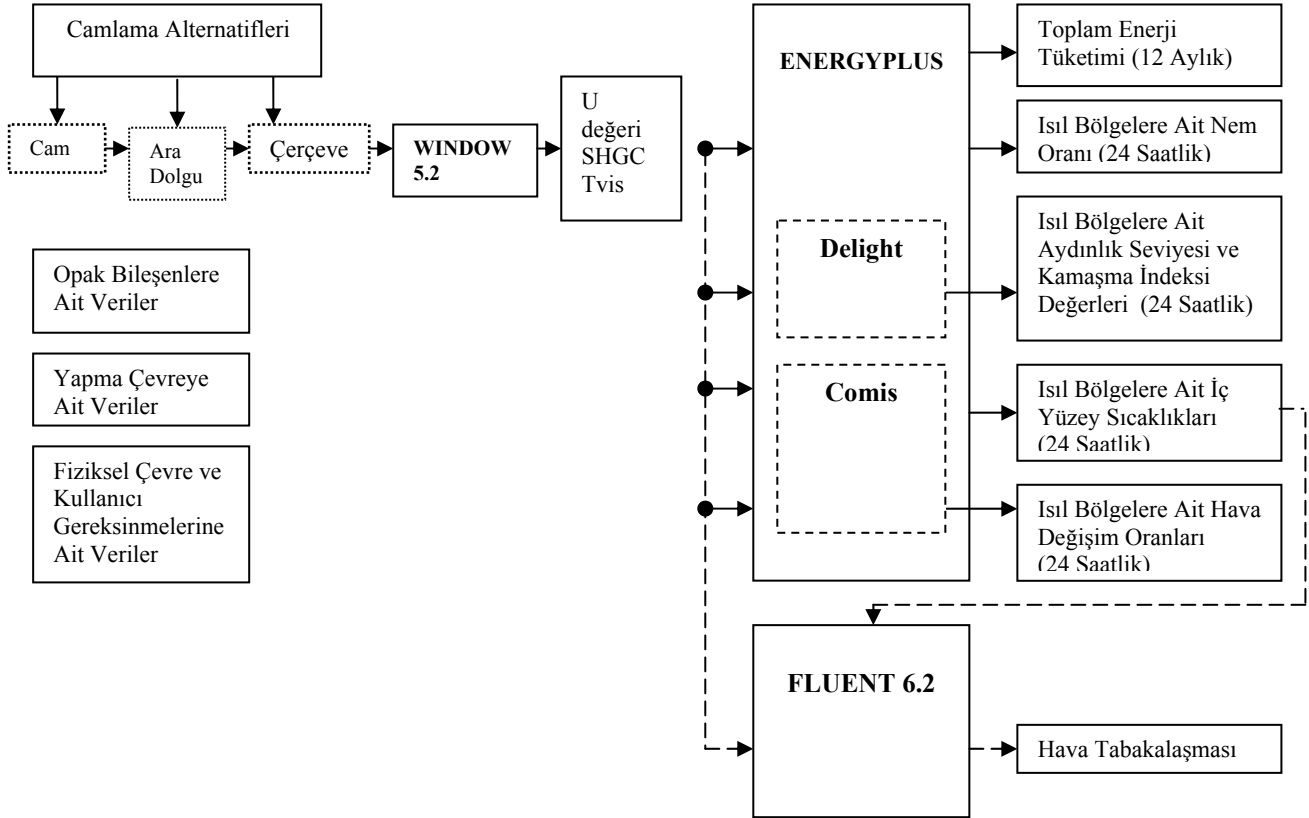 Camlama Alternatifleri
Cam
Ara
Dolgu
Çerçeve
WINDOW
5.2
U
değeri
SHGC
Tvis
Opak Bileşenlere
Ait Veriler
Yapma Çevreye
Ait Veriler
Fiziksel Çevre ve
Kullanıcı
Gereksinmelerine
Ait Veriler
ENERGYPLUS
Delight
Comis
FLUENT 6.2
Toplam Enerji
Tüketimi (12 Aylık)
Isıl Bölgelere Ait Nem
Oranı (24 Saatlik)
Isıl Bölgelere Ait
Aydınlık Seviyesi ve
Kamaşma İndeksi
Değerleri (24 Saatlik)
Isıl Bölgelere Ait İç
Yüzey Sıcaklıkları
(24 Saatlik)
Isıl Bölgelere Ait Hava
Değişim Oranları
(24 Saatlik)
Hava Tabakalaşması